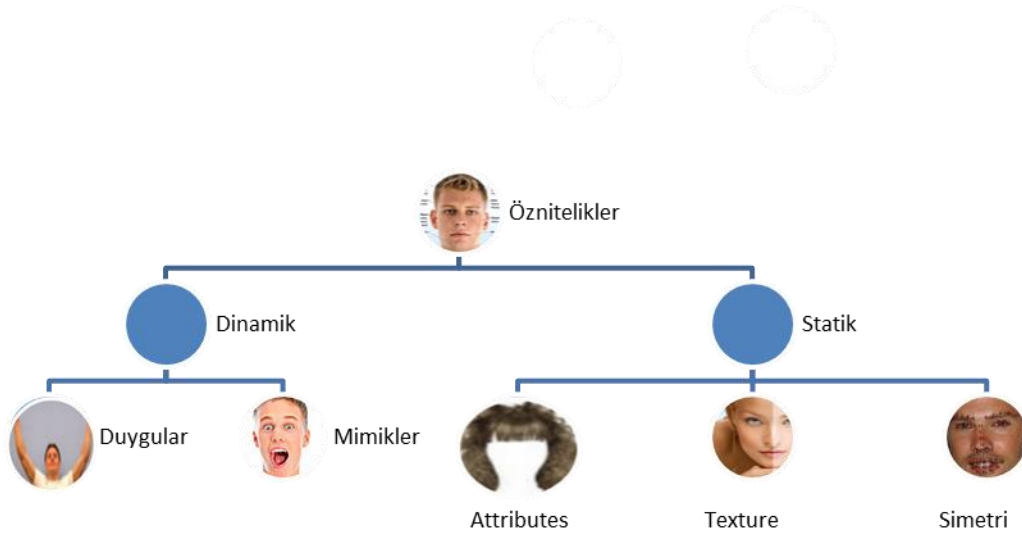 Öznitelikler
Dinamik
Statik
Duygular
Mimikler
Attributes
Texture
Simetri